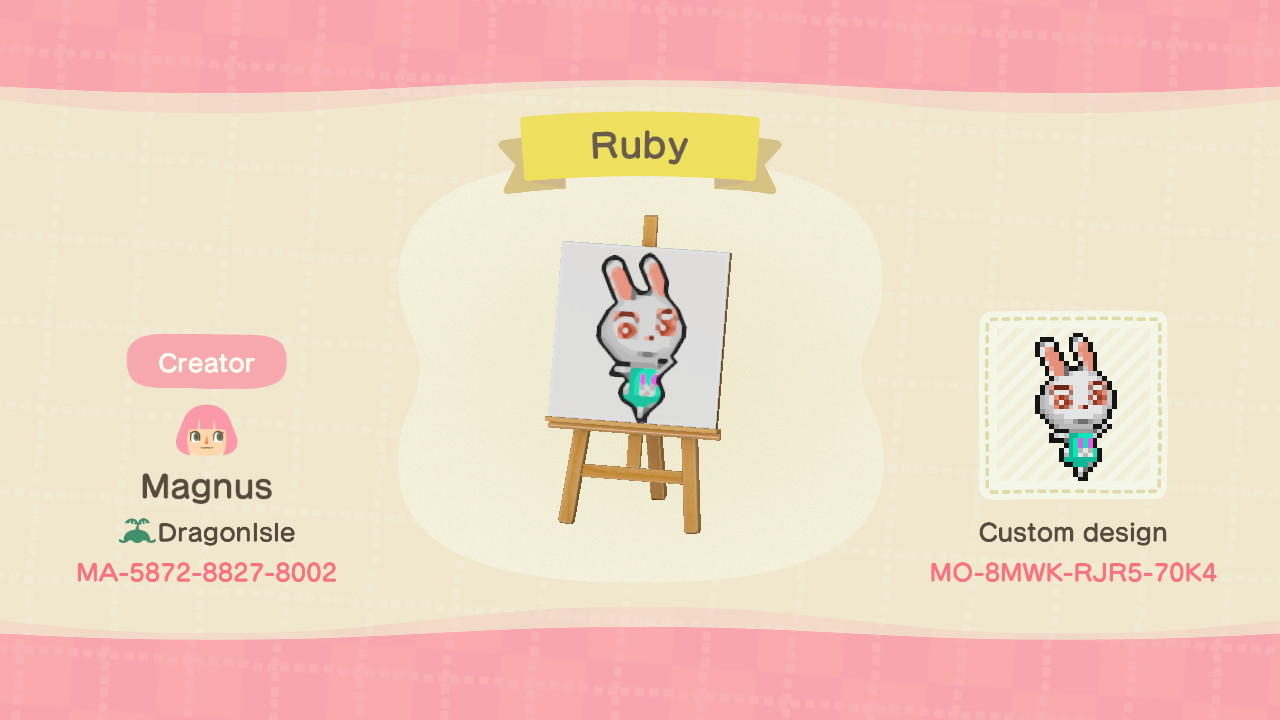 Ruby
Creator
Magnus
DragonIsle
MA-5872-8827-8002
Custom design
MO-8MWK-RJR5-70K4